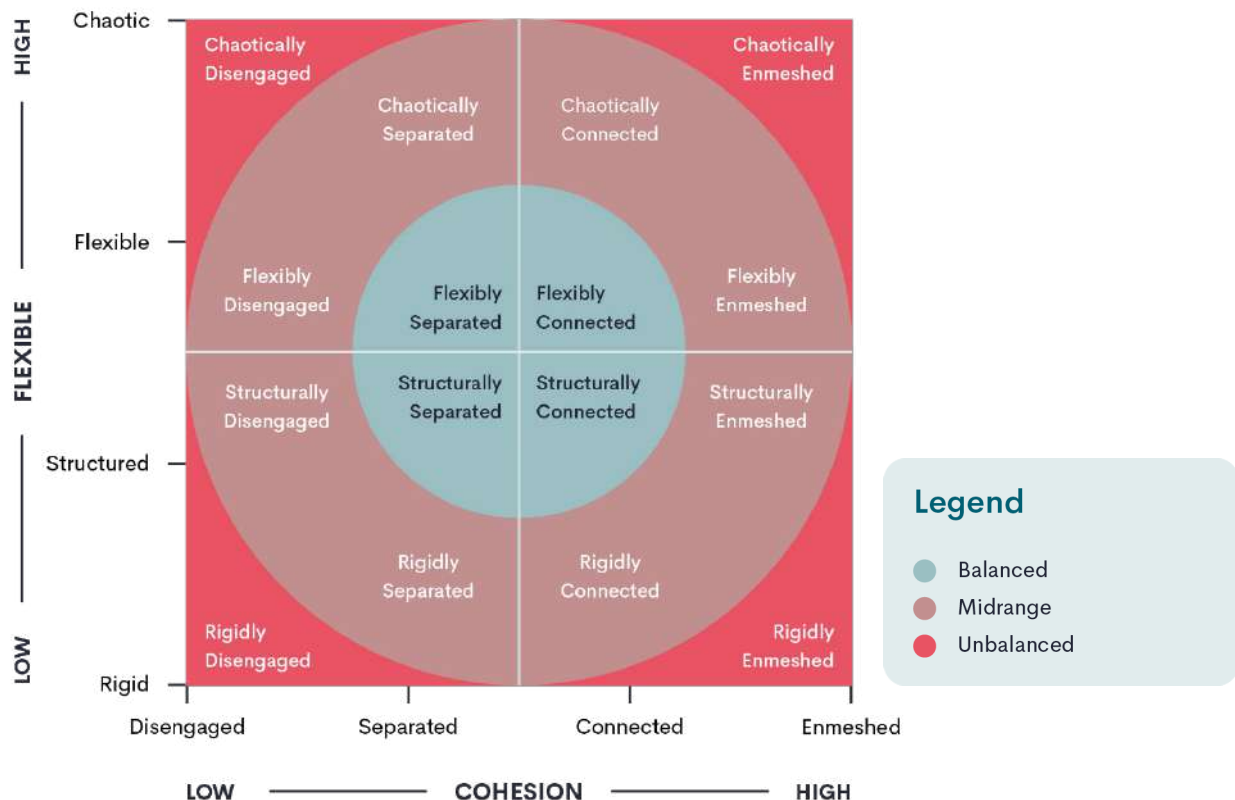 HIGH
FLEXIBLE
LOW
Chaotic
Flexible
Structured
Rigid
Chaotically
Disengaged
Chaotically
Enmeshed
Chaotically
Separated
Chaotically
Connected
Flexibly
Disengaged
Flexibly
Separated
Flexibly
Connected
Flexibly
Enmeshed
Structurally
Disengaged
Structurally
Separated
Structurally
Connected
Structurally
Enmeshed
Rigidly
Separated
Rigidly
Connected
Rigidly
Disengaged
Rigidly
Enmeshed
Disengaged
Separated
Connected
Enmeshed
LOW
COHESION
HIGH
Legend
Balanced
Midrange
Unbalanced